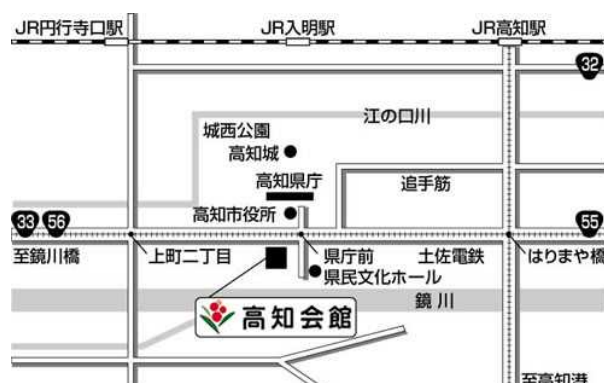 JR円行寺口駅
JR入明駅
JR高知駅
32
江の口川
城西公園
高知城
高知県庁
追手筋
高知市役所
33
56
55
至鏡川橋
上町二丁目
県庁前
土佐電鉄
はりまや橋
県民文化ホール
鏡川
高知会館
至高知港